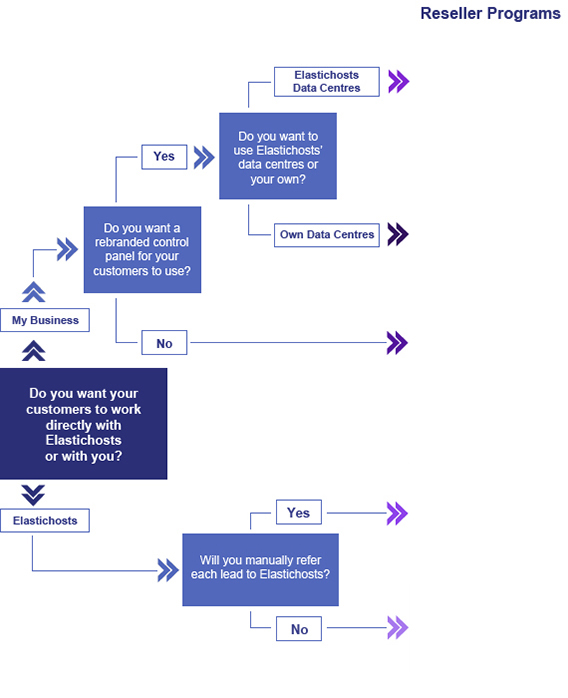 Reseller Programs
Elastichosts
Data Centres
Do you want to
use Elastichosts'
data centres or
your own?
Yes
Own Data Centres
Do you want a
rebranded control
panel for your
customers to use?
My Business
No
Do you want your
customers to work
directly with
Elastichosts
or with you?
Elastichosts
Yes
Will you manually refer
each lead to Elastichosts?
No